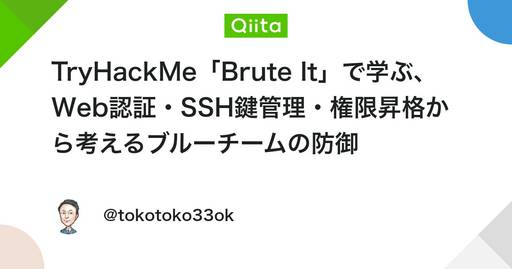 Qiita
TryHackMe「Brute It」で学ぶ、
Web認証・SSH鍵管理・権限昇格か
ら考えるブルーチームの防御
@tokotoko33ok